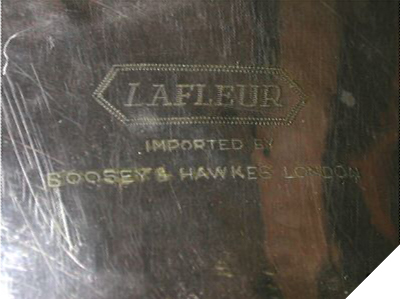 LAFLEUR
IMPORTED BY
BOOSEY & HAWKES LONDON